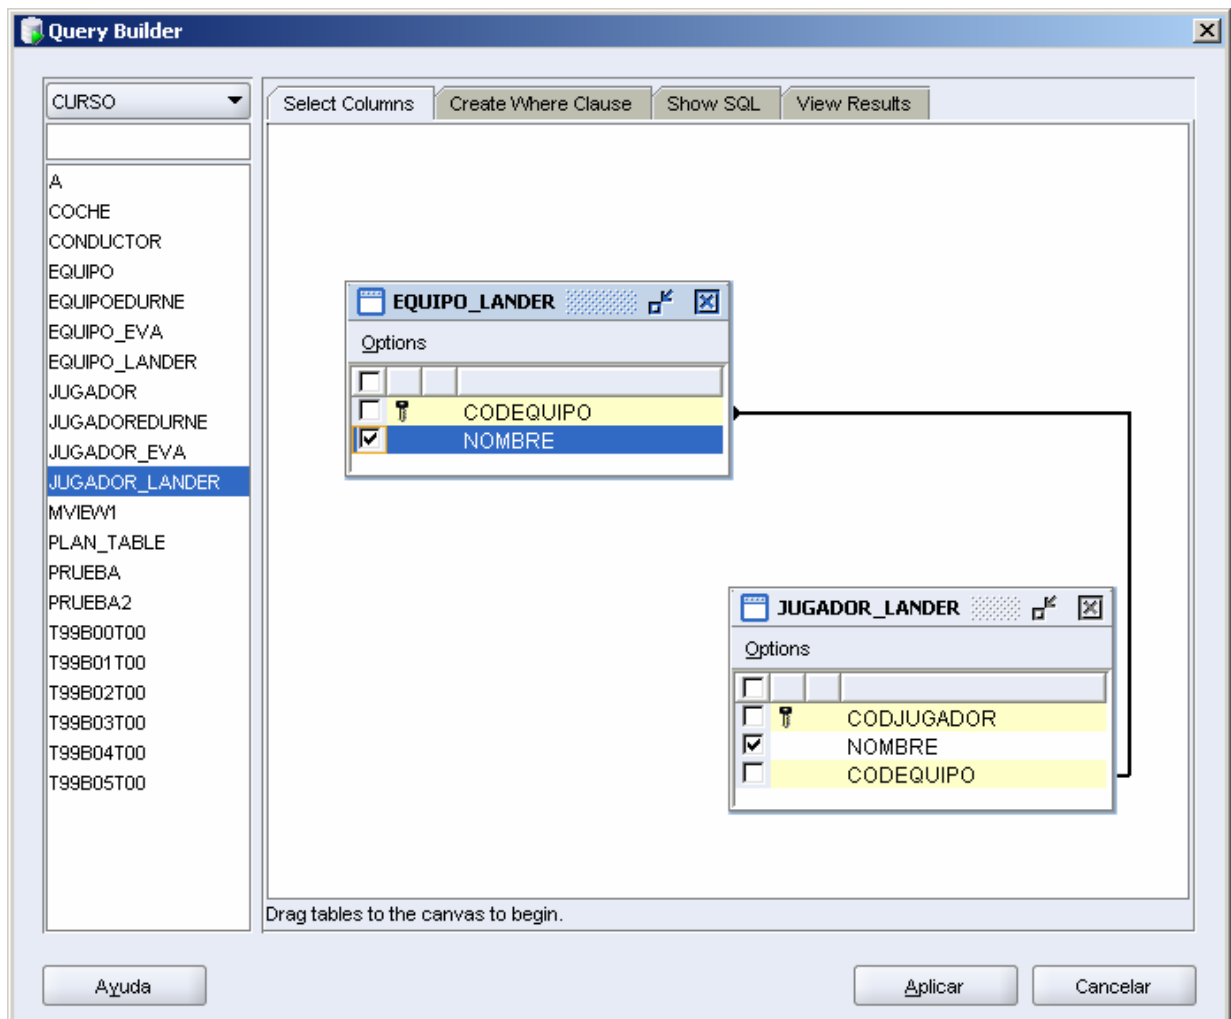 Query Builder
CURSO
Select Columns
Create Where Clause
Show SQL
View Results
A
COCHE
CONDUCTOR
EQUIPO
EQUIPOEDURNE
EQUIPO_EVA
EQUIPO_LANDER
JUGADOR
JUGADOREDURNE
JUGADOR_EVA
JUGADOR_LANDER
MVIEW1
PLAN_TABLE
PRUEBA
PRUEBA2
T99B00T00
T99B01T00
T99B02T00
T99B03T00
T99B04T00
T99B05T00
EQUIPO_LANDER
Options
CODEQUIPO
NOMBRE
JUGADOR_LANDER
Options
CODJUGADOR
NOMBRE
CODEQUIPO
Drag tables to the canvas to begin.
Ayuda
Aplicar
Cancelar